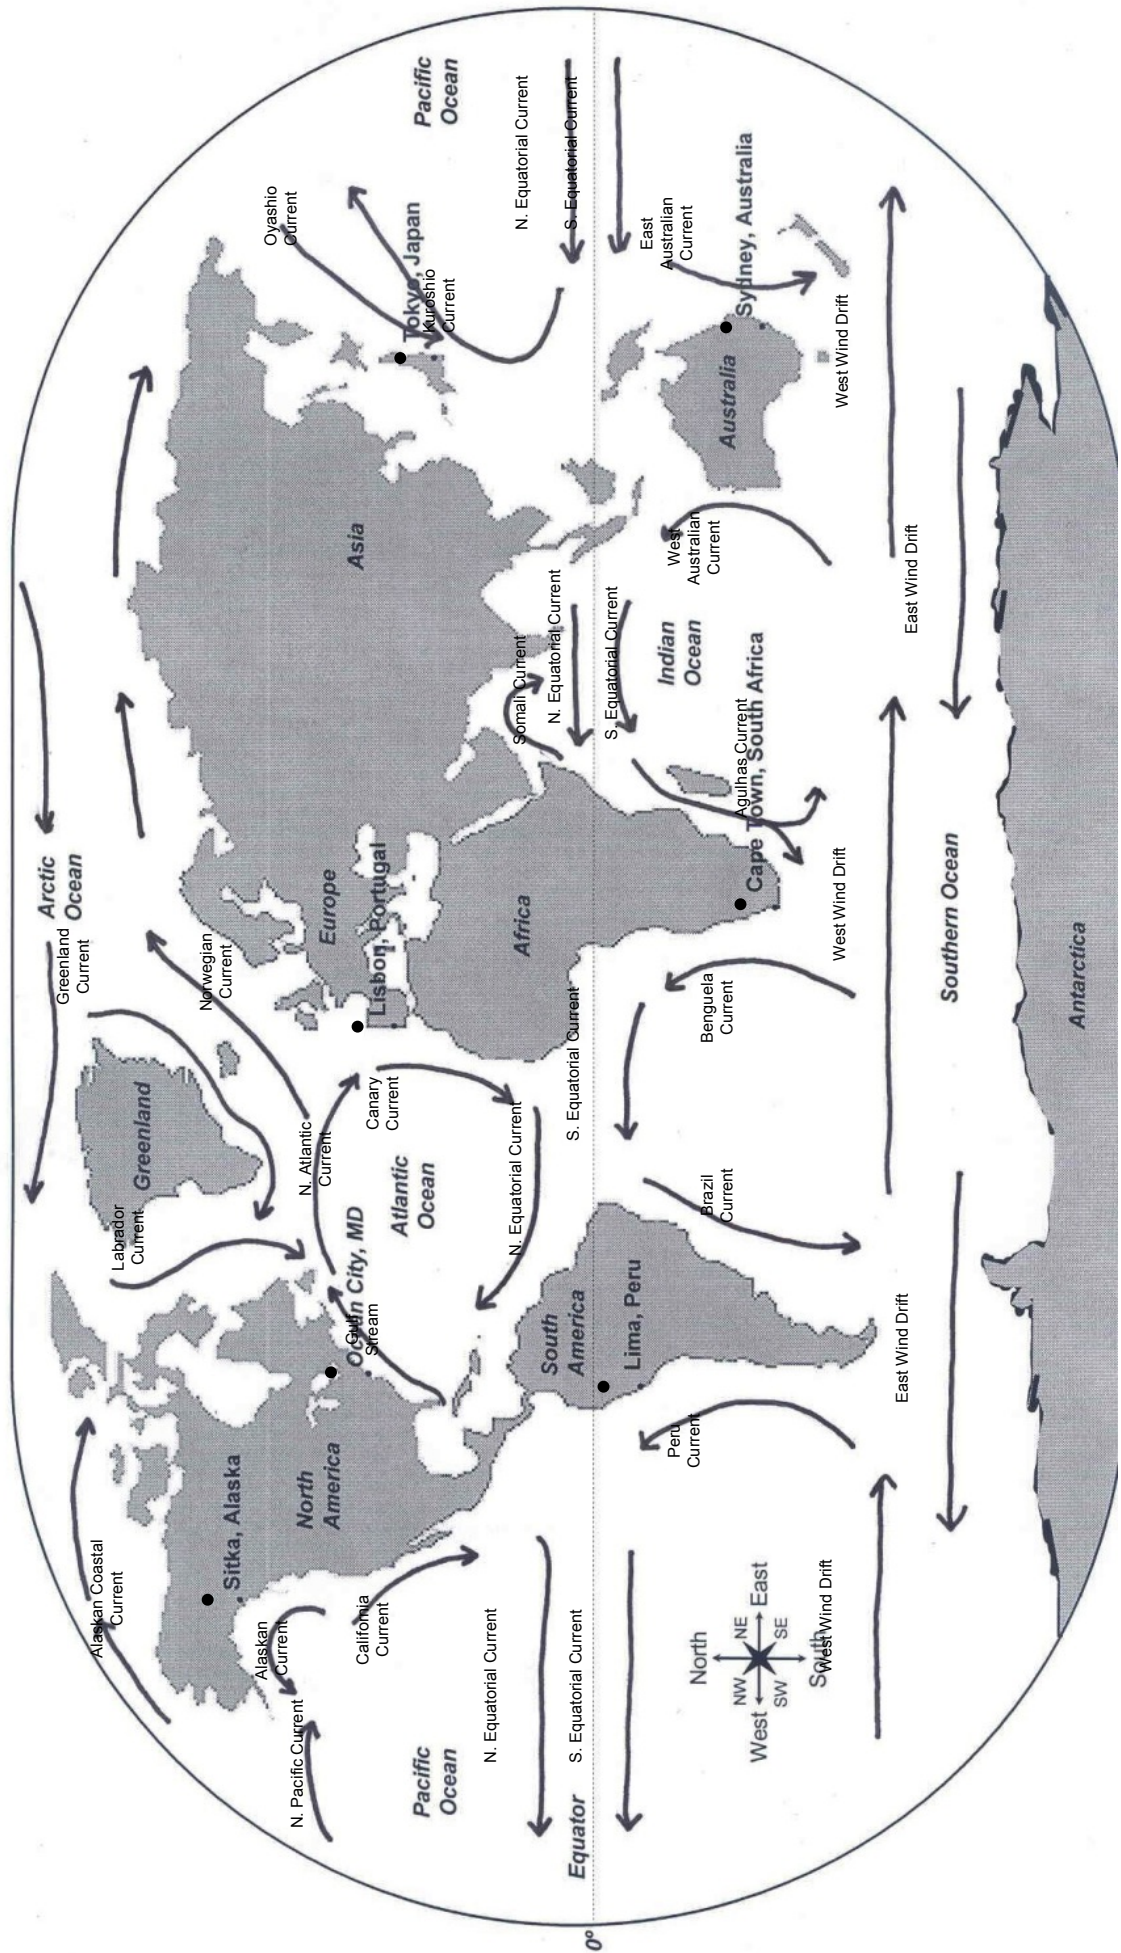 Arctic
Ocean
Greenland
Current
Alaskan Coastal
Current
Labrador
Current
Greenland
Norwegian
Current
Oyashio
Current
Sitka, Alaska
Alaskan
Current
N. Pacific Current
North
America
N. Atlantic
Current
Europe
Asia
California
Current
Ocean City, MD
Gulf
Stream
Canary
Current
Lisbon, Portugal
Tokyo, Japan
Kuroshio
Current
Pacific
Ocean
Atlantic
Ocean
Pacific
Ocean
N. Equatorial Current
N. Equatorial Current
Africa
Somali Current
N. Equatorial Current
N. Equatorial Current
South
America
0°
Equator
S. Equatorial Current
S. Equatorial Current
S. Equatorial Current
S. Equatorial Current
Lima, Peru
Peru
Current
Brazil
Current
Benguela
Current
Indian
Ocean
West
Australian
Current
East
Australian
Current
Australia
Sydney, Australia
Agulhas Current
Cape Town, South Africa
North
NW
NE
West
East
SW
SE
South
West Wind Drift
West Wind Drift
West Wind Drift
East Wind Drift
East Wind Drift
Southern Ocean
Antarctica